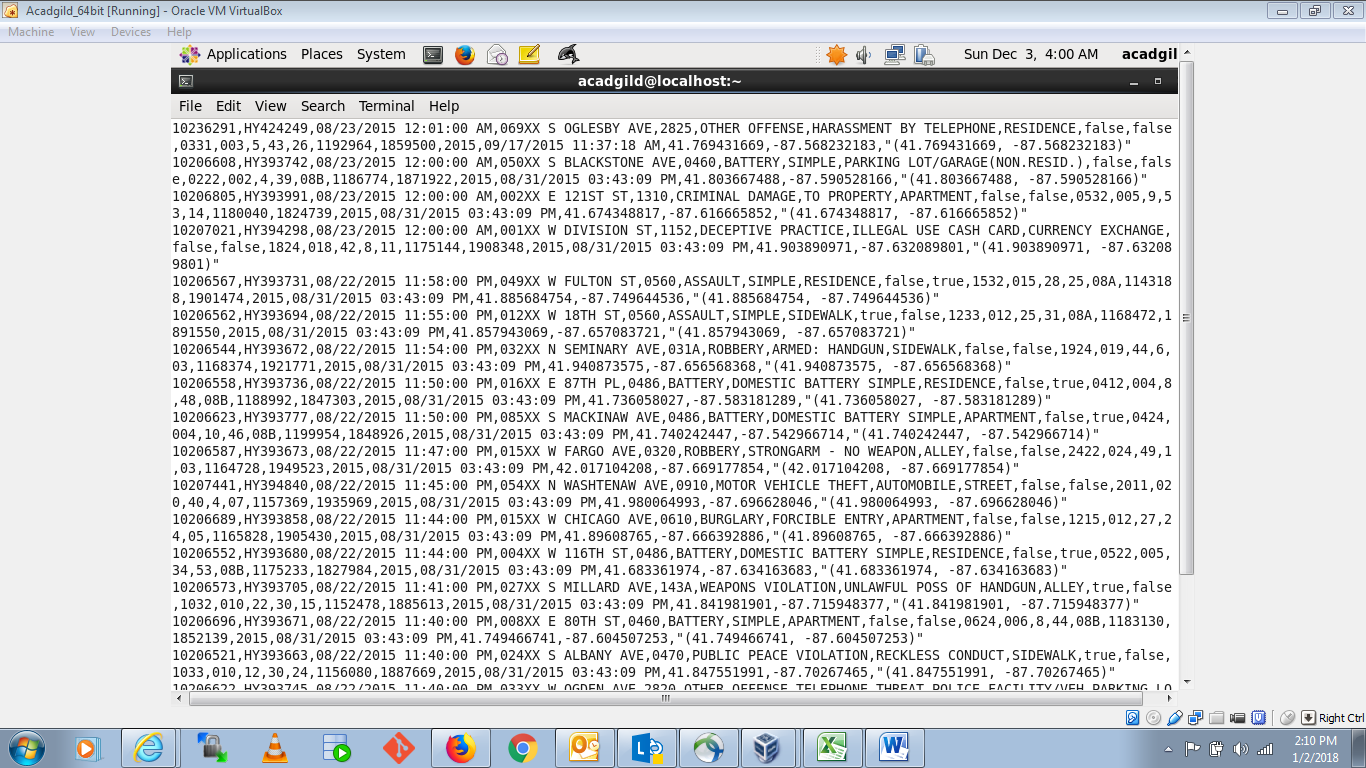 Acadgild_64bit [Running] - Oracle VM VirtualBox
Machine View Devices Help
Applications Places System Sun Dec 3, 4:00 AM acadgil
acadgild@localhost:~
File Edit View Search Terminal Help
10236291,HY424249,08/23/2015 12:01:00 AM,069XX S OGLESBY AVE,2825,OTHER OFFENSE,HARASSMENT BY TELEPHONE,RESIDENCE,false,false
,0331,003,5,43,26,1192964,1859500,2015,09/17/2015 11:37:18 AM,41.769431669,-87.568232183,"(41.769431669, -87.568232183)"
10206608,HY393742,08/23/2015 12:00:00 AM,050XX S BLACKSTONE AVE,0460,BATTERY,SIMPLE,PARKING LOT/GARAGE(NON.RESID.),false,fals
e,0222,002,4,39,08B,1186774,1871922,2015,08/31/2015 03:43:09 PM,41.803667488,-87.590528166,"(41.803667488, -87.590528166)"
10206805,HY393991,08/23/2015 12:00:00 AM,002XX E 121ST ST,1310,CRIMINAL DAMAGE,TO PROPERTY,APARTMENT,false,false,0532,005,9,5
3,14,1180040,1824739,2015,08/31/2015 03:43:09 PM,41.674348817,-87.616665852,"(41.674348817, -87.616665852)"
10207021,HY394298,08/23/2015 12:00:00 AM,001XX W DIVISION ST,1152,DECEPTIVE PRACTICE,ILLEGAL USE CASH CARD,CURRENCY EXCHANGE,
false,false,1824,018,42,8,11,1175144,1908348,2015,08/31/2015 03:43:09 PM,41.903890971,-87.632089801,"(41.903890971, -87.63208
9801)"
10206567,HY393731,08/22/2015 11:58:00 PM,049XX W FULTON ST,0560,ASSAULT,SIMPLE,RESIDENCE,false,true,1532,015,28,25,08A,114318
8,1901474,2015,08/31/2015 03:43:09 PM,41.885684754,-87.749644536,"(41.885684754, -87.749644536)"
10206562,HY393694,08/22/2015 11:55:00 PM,012XX W 18TH ST,0560,ASSAULT,SIMPLE,SIDEWALK,true,false,1233,012,25,31,08A,1168472,1
891550,2015,08/31/2015 03:43:09 PM,41.857943069,-87.657083721,"(41.857943069, -87.657083721)"
10206544,HY393672,08/22/2015 11:54:00 PM,032XX N SEMINARY AVE,031A,ROBBERY,ARMED: HANDGUN,SIDEWALK,false,false,1924,019,44,6,
03,1168374,1921771,2015,08/31/2015 03:43:09 PM,41.940873575,-87.656568368,"(41.940873575, -87.656568368)"
10206558,HY393736,08/22/2015 11:50:00 PM,016XX E 87TH PL,0486,BATTERY,DOMESTIC BATTERY SIMPLE,RESIDENCE,false,true,0412,004,8
,48,08B,1188992,1847303,2015,08/31/2015 03:43:09 PM,41.736058027,-87.583181289,"(41.736058027, -87.583181289)"
10206623,HY393777,08/22/2015 11:50:00 PM,085XX S MACKINAW AVE,0486,BATTERY,DOMESTIC BATTERY SIMPLE,APARTMENT,false,true,0424,
004,10,46,08B,1199954,1848926,2015,08/31/2015 03:43:09 PM,41.740242447,-87.542966714,"(41.740242447, -87.542966714)"
10206587,HY393673,08/22/2015 11:47:00 PM,015XX W FARGO AVE,0320,ROBBERY,STRONGARM - NO WEAPON,ALLEY,false,false,2422,024,49,1
,03,1164728,1949523,2015,08/31/2015 03:43:09 PM,42.017104208,-87.669177854,"(42.017104208, -87.669177854)"
10207441,HY394840,08/22/2015 11:45:00 PM,054XX N WASHTENAW AVE,0910,MOTOR VEHICLE THEFT,AUTOMOBILE,STREET,false,false,2011,02
0,40,4,07,1157369,1935969,2015,08/31/2015 03:43:09 PM,41.980064993,-87.696628046,"(41.980064993, -87.696628046)"
10206689,HY393858,08/22/2015 11:44:00 PM,015XX W CHICAGO AVE,0610,BURGLARY,FORCIBLE ENTRY,APARTMENT,false,false,1215,012,27,2
24,05,1165828,1905430,2015,08/31/2015 03:43:09 PM,41.89608765,-87.666392886,"(41.89608765, -87.666392886)"
10206552,HY393680,08/22/2015 11:44:00 PM,004XX W 116TH ST,0486,BATTERY,DOMESTIC BATTERY SIMPLE,RESIDENCE,false,true,0522,005,
34,53,08B,1175233,1827984,2015,08/31/2015 03:43:09 PM,41.683361974,-87.634163683,"(41.683361974, -87.634163683)"
10206573,HY393705,08/22/2015 11:41:00 PM,027XX S MILLARD AVE,143A,WEAPONS VIOLATION,UNLAWFUL POSS OF HANDGUN,ALLEY,true,false
,1032,010,22,30,15,1152478,1885613,2015,08/31/2015 03:43:09 PM,41.841981901,-87.715948377,"(41.841981901, -87.715948377)"
10206696,HY393671,08/22/2015 11:40:00 PM,008XX E 80TH ST,0460,BATTERY,SIMPLE,APARTMENT,false,false,0624,006,8,44,08B,1183130,
1852139,2015,08/31/2015 03:43:09 PM,41.749466741,-87.604507253,"(41.749466741, -87.604507253)"
10206521,HY393663,08/22/2015 11:40:00 PM,024XX S ALBANY AVE,0470,PUBLIC PEACE VIOLATION,RECKLESS CONDUCT,SIDEWALK,true,false,
1033,010,12,30,24,1156080,1887669,2015,08/31/2015 03:43:09 PM,41.847551991,-87.70267465,"(41.847551991, -87.70267465)"
10206622,HY393745,08/22/2015 11:40:00 PM,033XX W OGDEN AVE,2820,OTHER OFFENSE,TELEPHONE THREAT,POLICE FACILITY/VEH PARKING LO
Right Ctrl
2:10 PM
1/2/2018